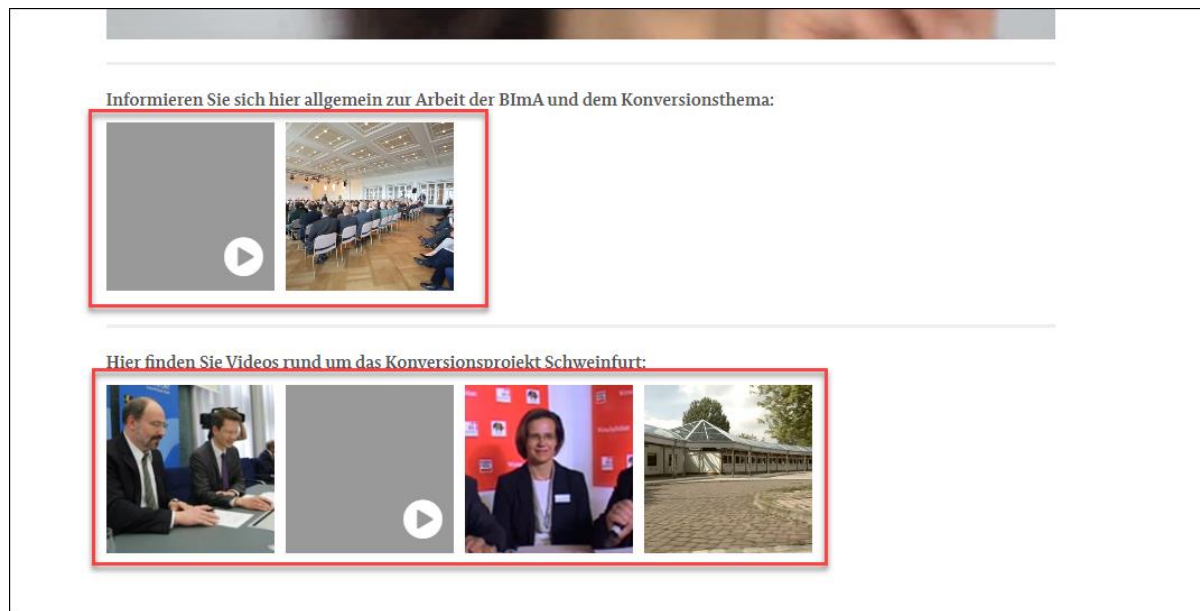 Informieren Sie sich hier allgemein zur Arbeit der BImA und dem Konversionsthema:
Hier finden Sie Videos rund um das Konversionsprojekt Schweinfurt: